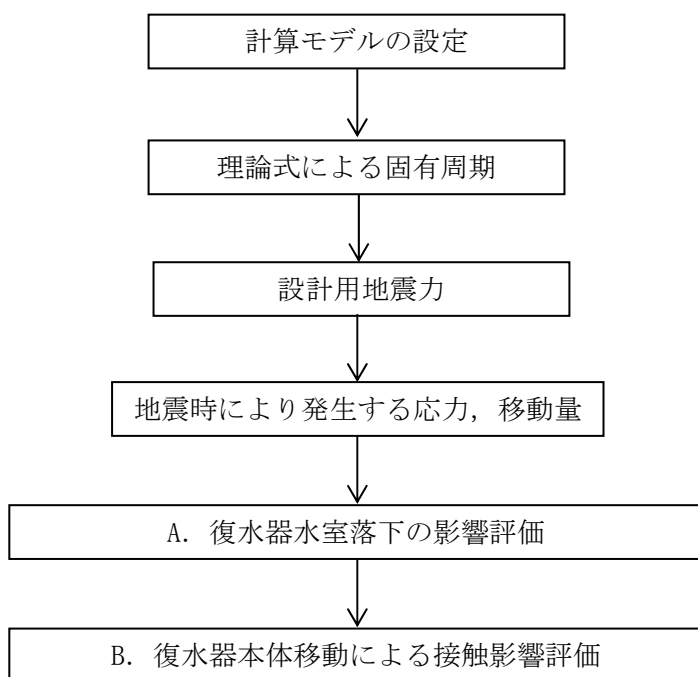 計算モデルの設定
理論式による固有周期
設計用地震力
地震時により発生する応力，移動量
A．復水器水室落下の影響評価
B．復水器本体移動による接触影響評価